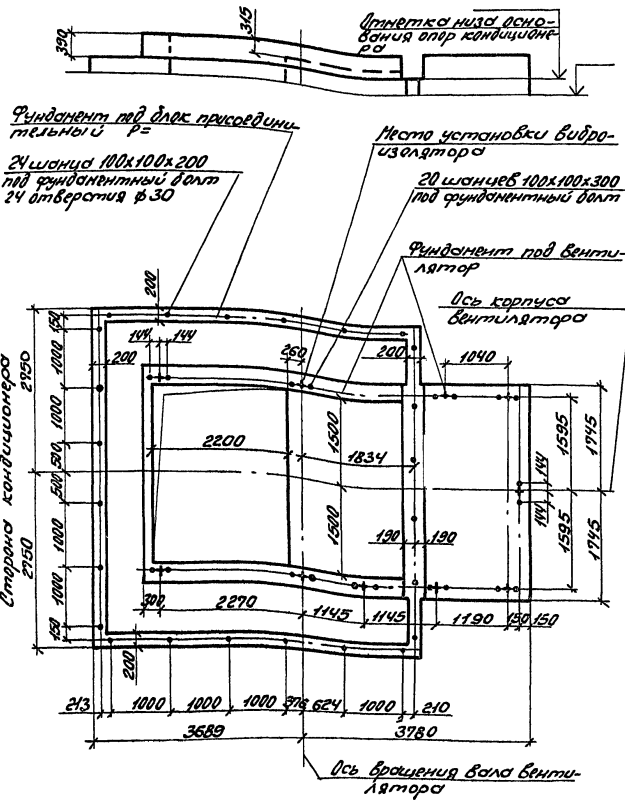 390
315
Отметка низа осно-
вания опор кондиционе-
ра
Фундамент под блок присоедини-
тельный P=
24 шанца 100х100х200
под фундаментный болт
24 отверстия ф30
Место установки вибро-
изолятора
20 шанцев 100х100х300
под фундаментный болт
Фундамент под венти-
лятор
Ось корпуса
вентилятора
Сторона кондиционера
2750
2750
150
1000
1000
500
500
1000
1000
150
200
200
144
144
260
200
1040
2200
1834
1500
1500
1595
1595
1745
1745
144
144
190
190
300
2270
1145
1145
1190
150
150
200
213
1000
1000
1000
376
624
1000
210
3689
3780
Ось вращения вала венти-
лятора